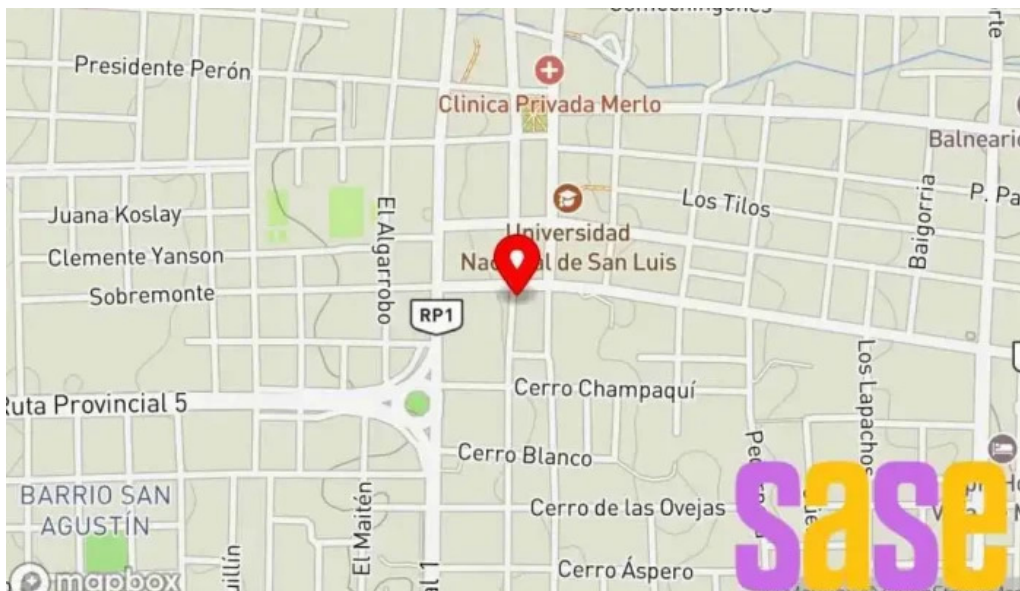 Presidente Perón
Clinica Privada Merlo
Balneario
Juana Koslay
El Algarrobo
Los Tilos
Baigorria
P. Pa
Clemente Yanson
Universidad
Nacional de San Luis
Sobremonte
RP1
Los Lapachos
Ruta Provincial 5
Cerro Champaquí
Cerro Blanco
BARRIO SAN
AGUSTÍN
El Maitén
Cerro de las Ovejas
Cerro Áspero
sase
mapbox